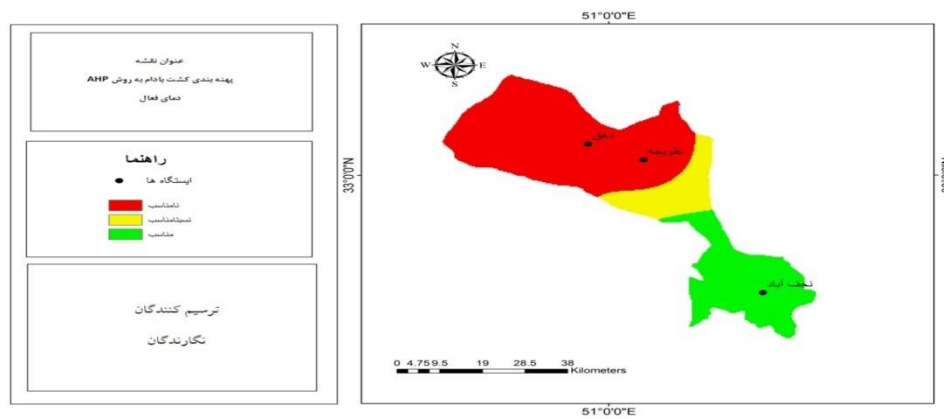 عنوان نقشه
پهنه بندی کشت بادام به روش AHP
دمای فعال
راهنما
ایستگاه ها
نامناسب
نسبتامناسب
مناسب
ترسیم کنندگان
نگارندگان
51°0'0"E
N
W E
S
دهق
علویجه
33°0'0"N
نجف آباد
0 4.75 9.5 19 28.5 38
Kilometers
51°0'0"E